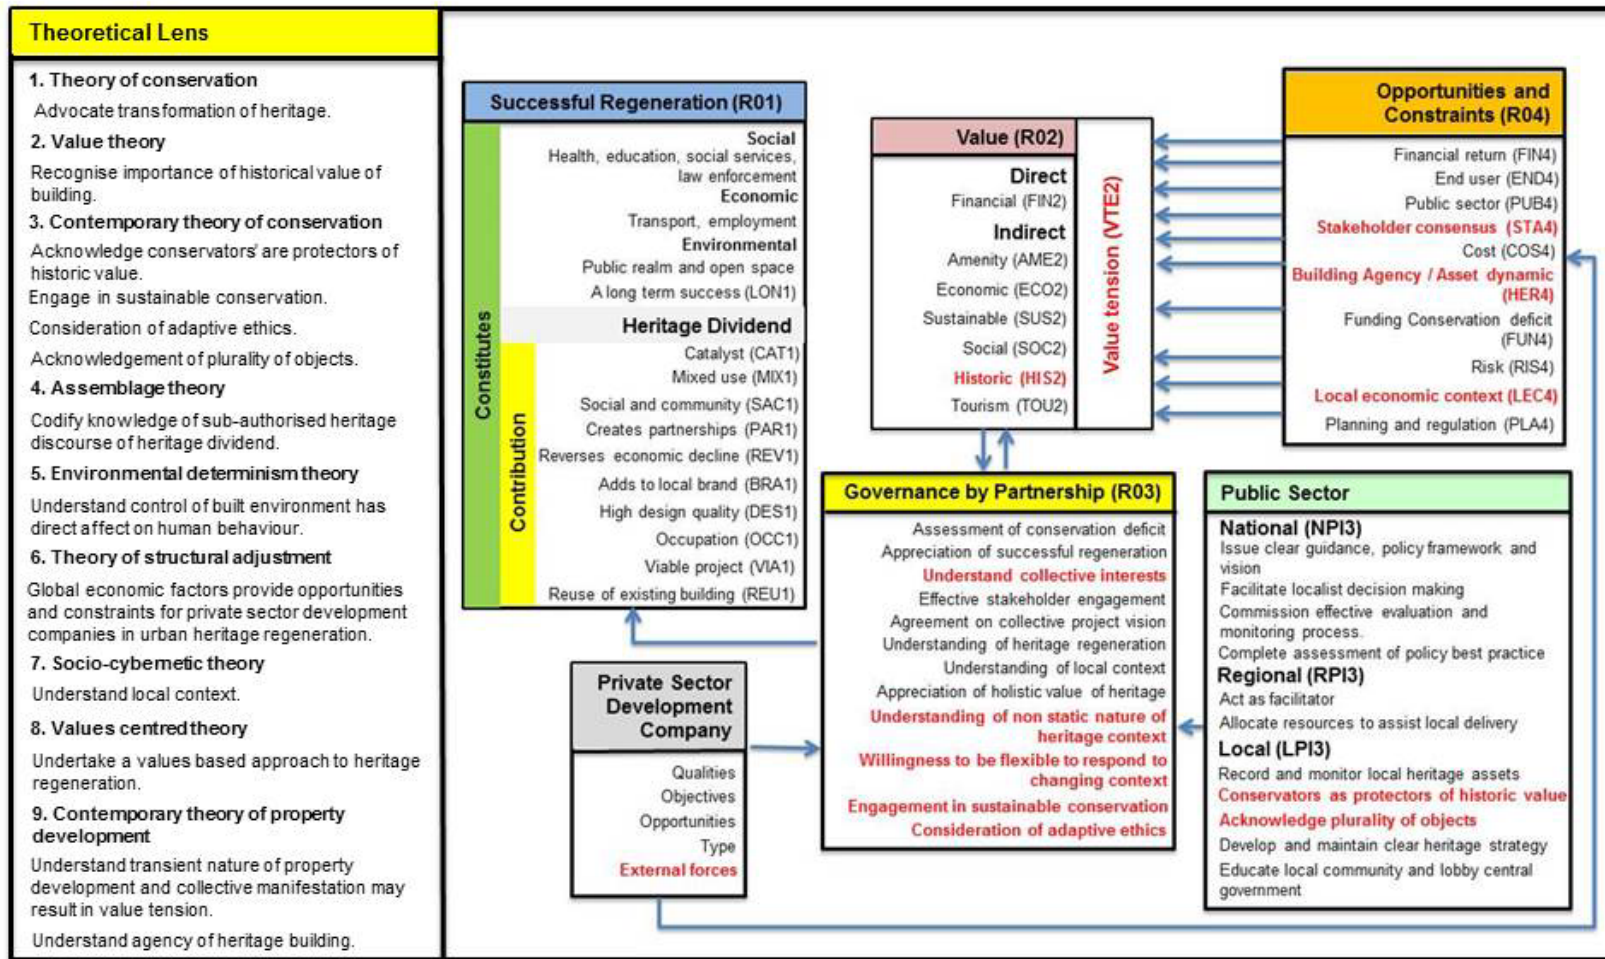 Theoretical Lens
1. Theory of conservation
Advocate transformation of heritage.
2. Value theory
Recognise importance of historical value of
building.
3. Contemporary theory of conservation
Acknowledge conservators' are protectors of
historic value.
Engage in sustainable conservation.
Consideration of adaptive ethics.
Acknowledgement of plurality of objects.
4. Assemblage theory
Codify knowledge of sub-authorised heritage
discourse of heritage dividend.
5. Environmental determinism theory
Understand control of built environment has
direct affect on human behaviour.
6. Theory of structural adjustment
Global economic factors provide opportunities
and constraints for private sector development
companies in urban heritage regeneration.
7. Socio-cybernetic theory
Understand local context.
8. Values centred theory
Undertake a values based approach to heritage
regeneration.
9. Contemporary theory of property
development
Understand transient nature of property
development and collective manifestation may
result in value tension.
Understand agency of heritage building.
Successful Regeneration (R01)
Constitutes
Social
Health, education, social services,
law enforcement
Economic
Transport, employment
Environmental
Public realm and open space
A long term success (LON1)
Heritage Dividend
Contribution
Catalyst (CAT1)
Mixed use (MIX1)
Social and community (SAC1)
Creates partnerships (PAR1)
Reverses economic decline (REV1)
Adds to local brand (BRA1)
High design quality (DES1)
Occupation (OCC1)
Viable project (VIA1)
Reuse of existing building (REU1)
Private Sector
Development
Company
Qualities
Objectives
Opportunities
Type
External forces
Value (R02)
Direct
Financial (FIN2)
Indirect
Amenity (AME2)
Economic (ECO2)
Sustainable (SUS2)
Social (SOC2)
Historic (HIS2)
Tourism (TOU2)
Value tension (VTE2)
Governance by Partnership (R03)
Assessment of conservation deficit
Appreciation of successful regeneration
Understand collective interests
Effective stakeholder engagement
Agreement on collective project vision
Understanding of heritage regeneration
Understanding of local context
Appreciation of holistic value of heritage
Understanding of non static nature of
heritage context
Willingness to be flexible to respond to
changing context
Engagement in sustainable conservation
Consideration of adaptive ethics
Opportunities and
Constraints (R04)
Financial return (FIN4)
End user (END4)
Public sector (PUB4)
Stakeholder consensus (STA4)
Cost (COS4)
Building Agency / Asset dynamic
(HER4)
Funding Conservation deficit
(FUN4)
Risk (RIS4)
Local economic context (LEC4)
Planning and regulation (PLA4)
Public Sector
National (NPI3)
Issue clear guidance, policy framework and
vision
Facilitate localist decision making
Commission effective evaluation and
monitoring process.
Complete assessment of policy best practice
Regional (RPI3)
Act as facilitator
Allocate resources to assist local delivery
Local (LPI3)
Record and monitor local heritage assets
Conservators as protectors of historic value
Acknowledge plurality of objects
Develop and maintain clear heritage strategy
Educate local community and lobby central
government